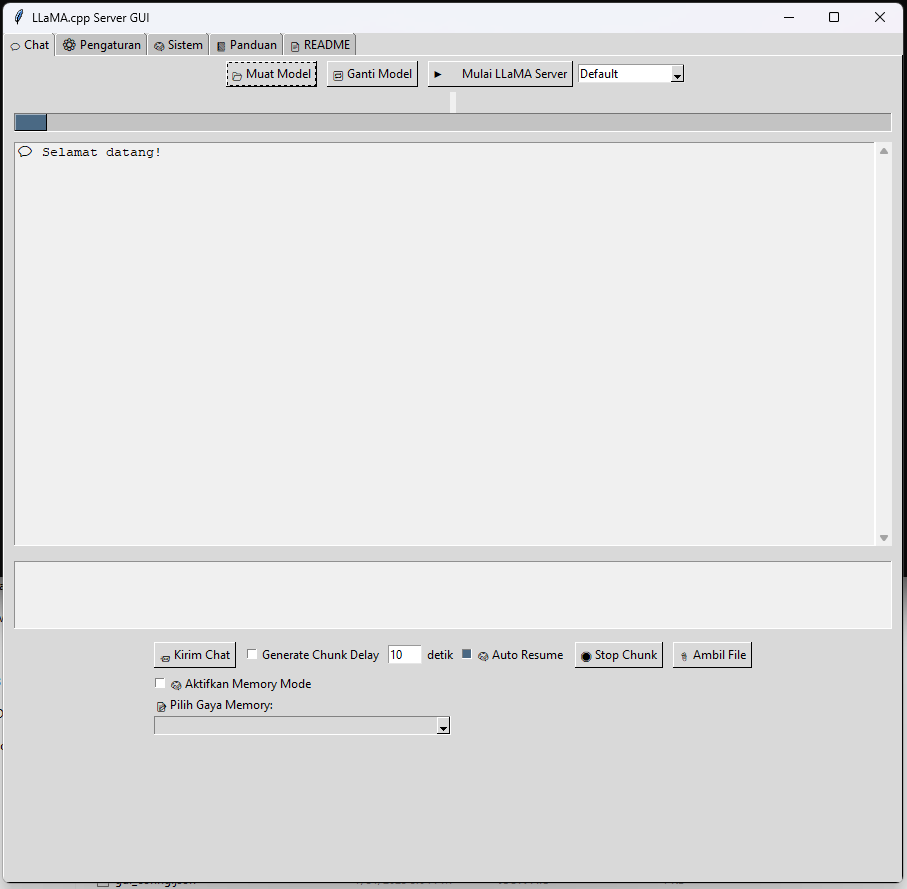 LLaMA.cpp Server GUI
Chat Pengaturan Sistem Panduan README
Muat Model Ganti Model Mulai LLaMA Server Default
Selamat datang!
Kirim Chat Generate Chunk Delay 10 detik Auto Resume Stop Chunk Ambil File
Aktifkan Memory Mode
Pilih Gaya Memory: